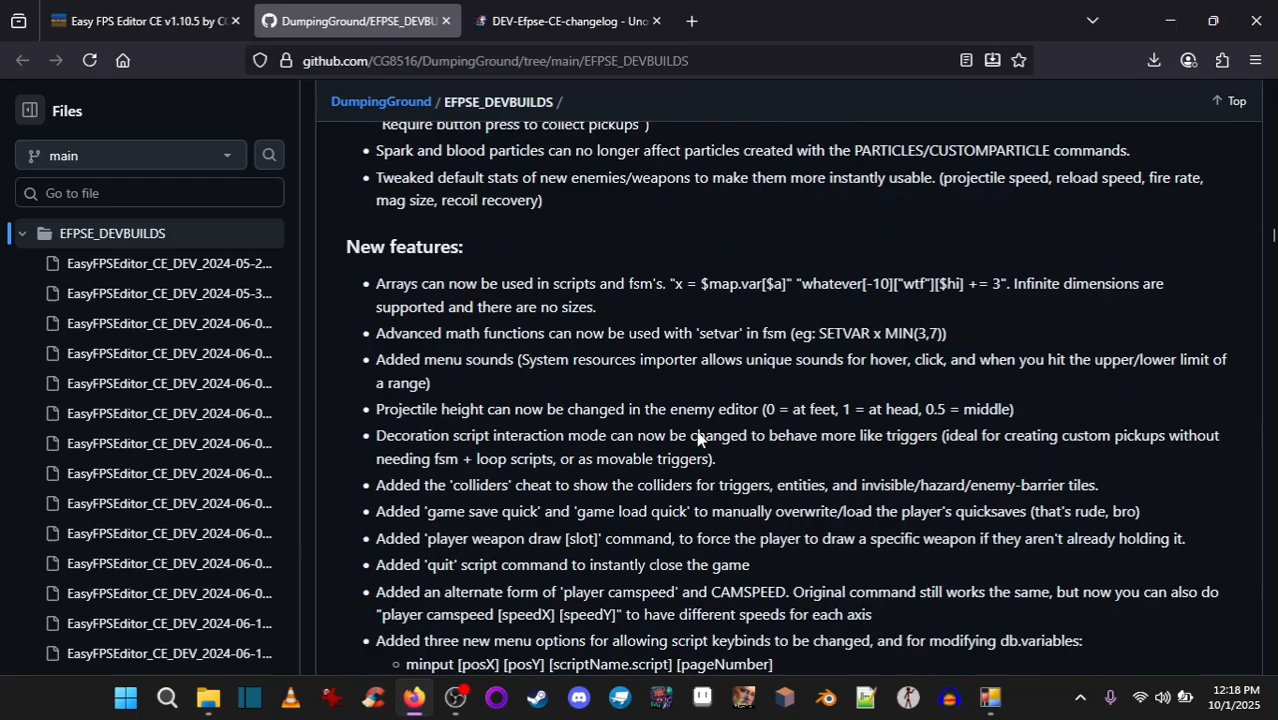 Easy FPS Editor CE v1.10.5 by C
DumpingGround/EFPSE_DEVBU
DEV-Efpse-CE-changelog - Uno
github.com/CG8516/DumpingGround/tree/main/EFPSE_DEVBUILDS
Files
DumpingGround / EFPSE_DEVBUILDS /
Top
main
Go to file
EFPSE_DEVBUILDS
EasyFPSEditor_CE_DEV_2024-05-2...
EasyFPSEditor_CE_DEV_2024-05-3...
EasyFPSEditor_CE_DEV_2024-06-0...
EasyFPSEditor_CE_DEV_2024-06-0...
EasyFPSEditor_CE_DEV_2024-06-0...
EasyFPSEditor_CE_DEV_2024-06-0...
EasyFPSEditor_CE_DEV_2024-06-0...
EasyFPSEditor_CE_DEV_2024-06-0...
EasyFPSEditor_CE_DEV_2024-06-0...
EasyFPSEditor_CE_DEV_2024-06-0...
EasyFPSEditor_CE_DEV_2024-06-0...
EasyFPSEditor_CE_DEV_2024-06-0...
EasyFPSEditor_CE_DEV_2024-06-1...
EasyFPSEditor_CE_DEV_2024-06-1...
"Require button press to collect pickups")
• Spark and blood particles can no longer affect particles created with the PARTICLES/CUSTOMPARTICLE commands.
• Tweaked default stats of new enemies/weapons to make them more instantly usable. (projectile speed, reload speed, fire rate,
mag size, recoil recovery)
New features:
• Arrays can now be used in scripts and fsm's. "x = $map.var[$a]" "whatever[-10]["wtf"][$hi] += 3". Infinite dimensions are
supported and there are no sizes.
• Advanced math functions can now be used with 'setvar' in fsm (eg: SETVAR x MIN(3,7))
• Added menu sounds (System resources importer allows unique sounds for hover, click, and when you hit the upper/lower limit of
a range)
• Projectile height can now be changed in the enemy editor (0 = at feet, 1 = at head, 0.5 = middle)
• Decoration script interaction mode can now be changed to behave more like triggers (ideal for creating custom pickups without
needing fsm + loop scripts, or as movable triggers).
• Added the 'colliders' cheat to show the colliders for triggers, entities, and invisible/hazard/enemy-barrier tiles.
• Added 'game save quick' and 'game load quick' to manually overwrite/load the player's quicksaves (that's rude, bro)
• Added 'player weapon draw [slot]' command, to force the player to draw a specific weapon if they aren't already holding it.
• Added 'quit' script command to instantly close the game
• Added an alternate form of 'player camspeed' and CAMSPEED. Original command still works the same, but now you can also do
"player camspeed [speedX] [speedY]" to have different speeds for each axis
• Added three new menu options for allowing script keybinds to be changed, and for modifying db.variables:
○ minput [posX] [posY] [scriptName.script] [pageNumber]
12:18 PM
10/1/2025